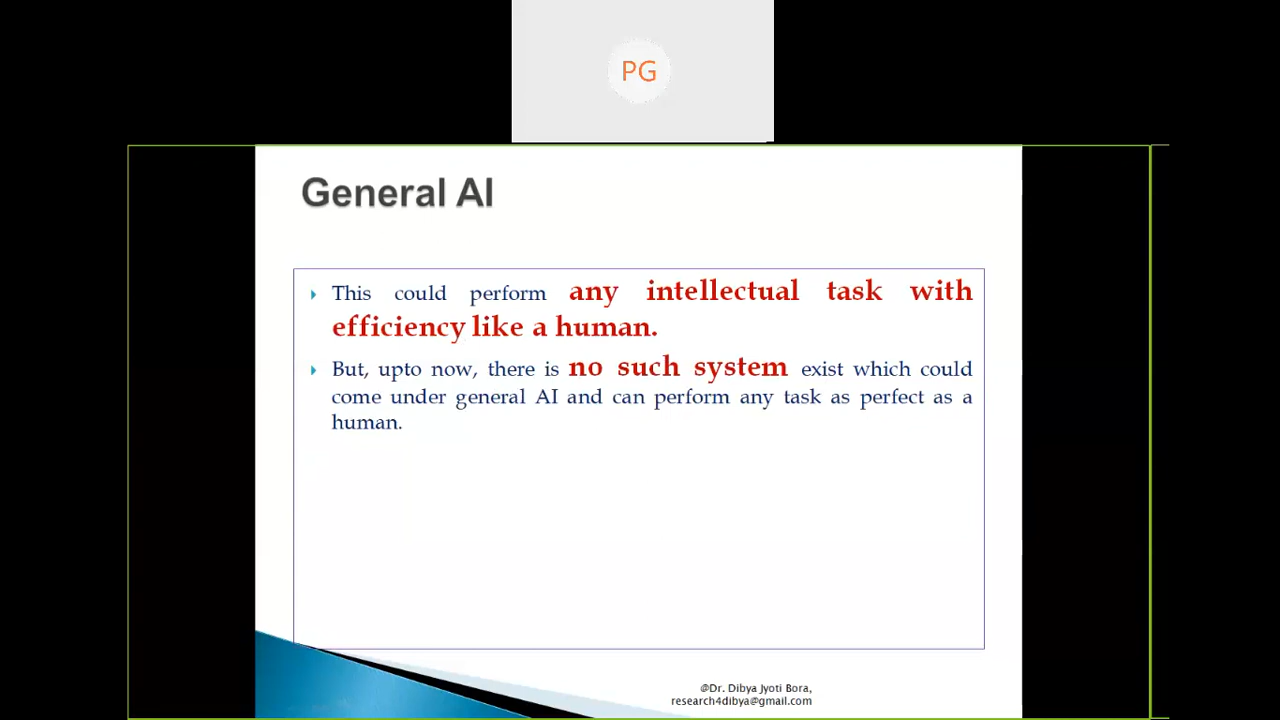 PG
General AI
This could perform any intellectual task with
efficiency like a human.
But, upto now, there is no such system exist which could
come under general AI and can perform any task as perfect as a
human.
@Dr. Dibya Jyoti Bora,
research4dibya@gmail.com